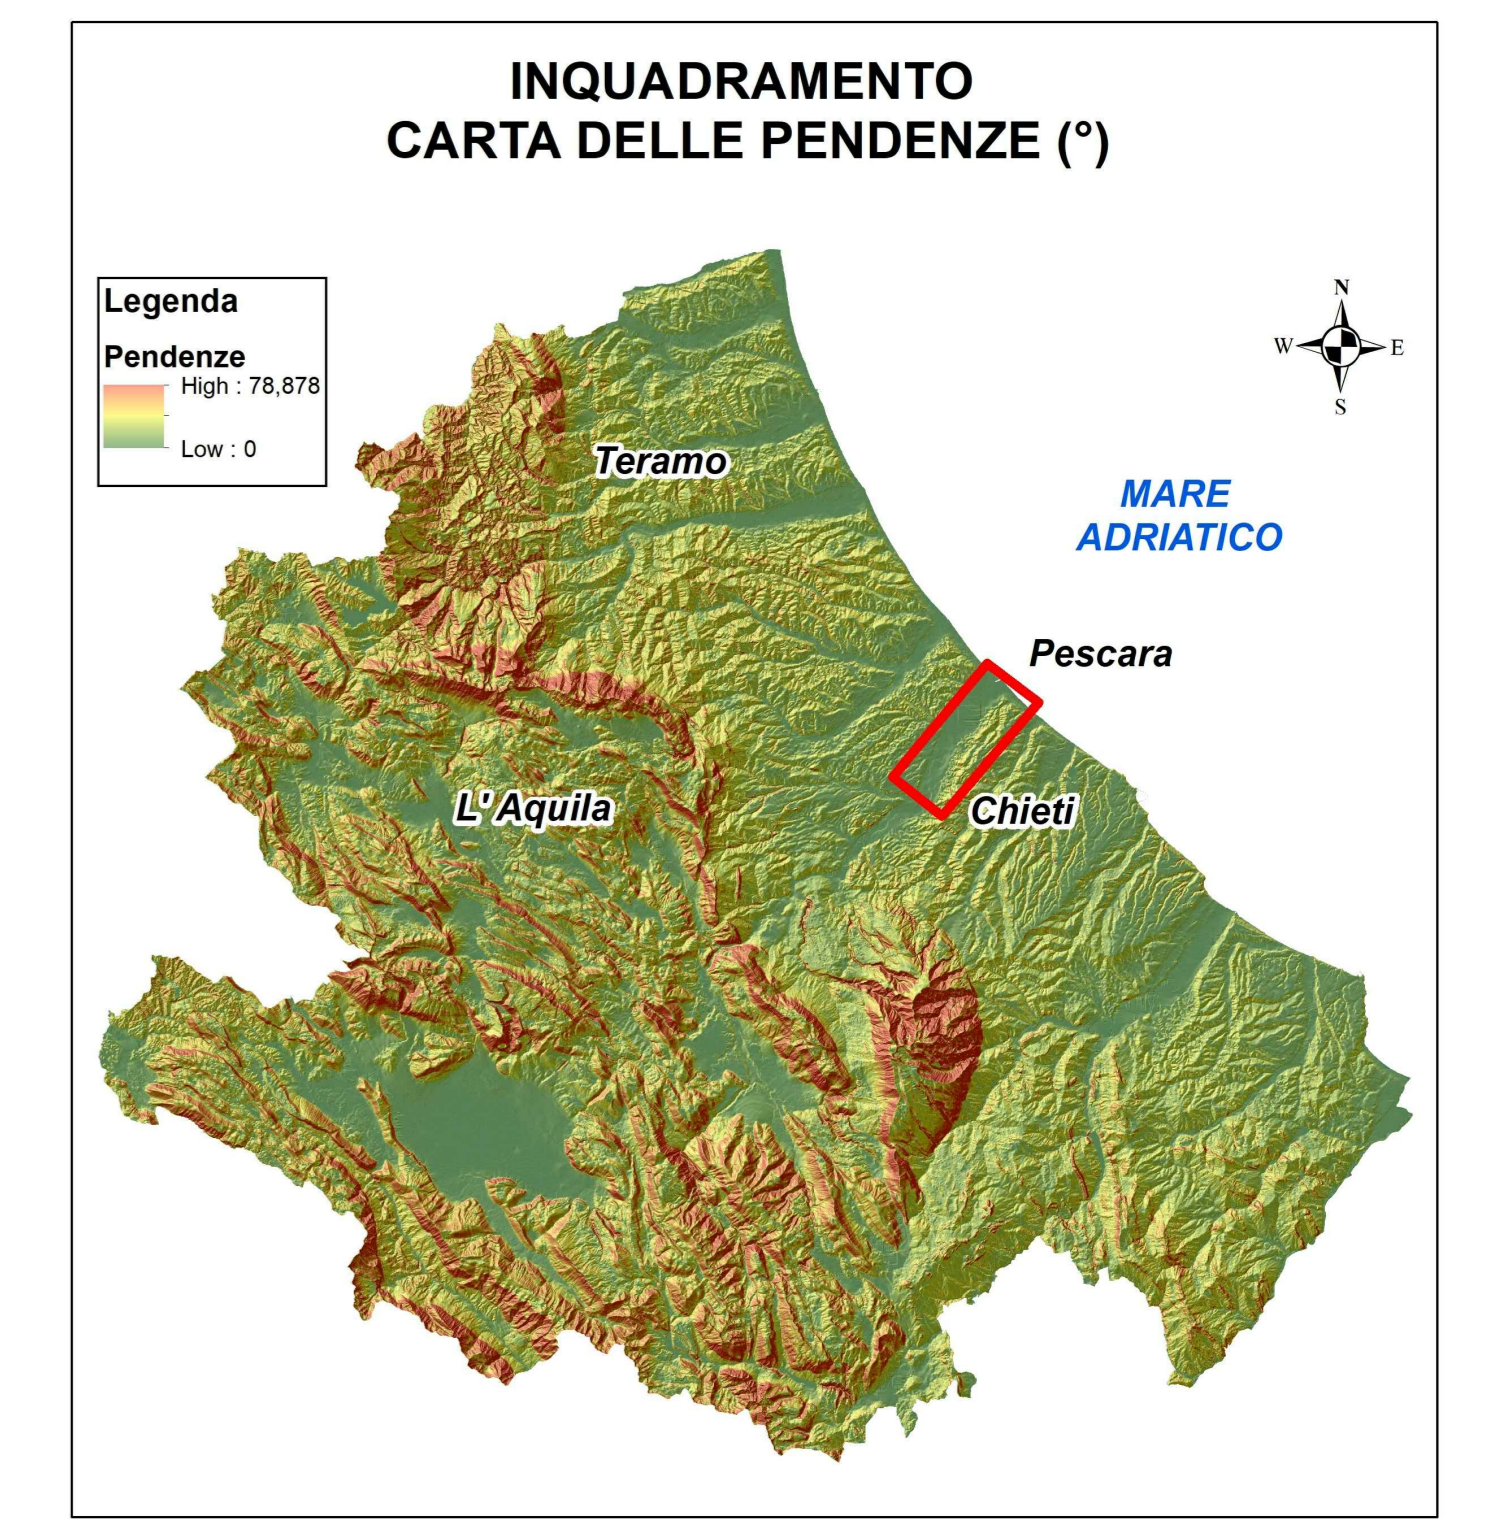 INQUADRAMENTO
CARTA DELLE PENDENZE (°)
Legenda
Pendenze
High : 78,878
Low : 0
N
W
E
S
Teramo
MARE
ADRIATICO
Pescara
L' Aquila
Chieti